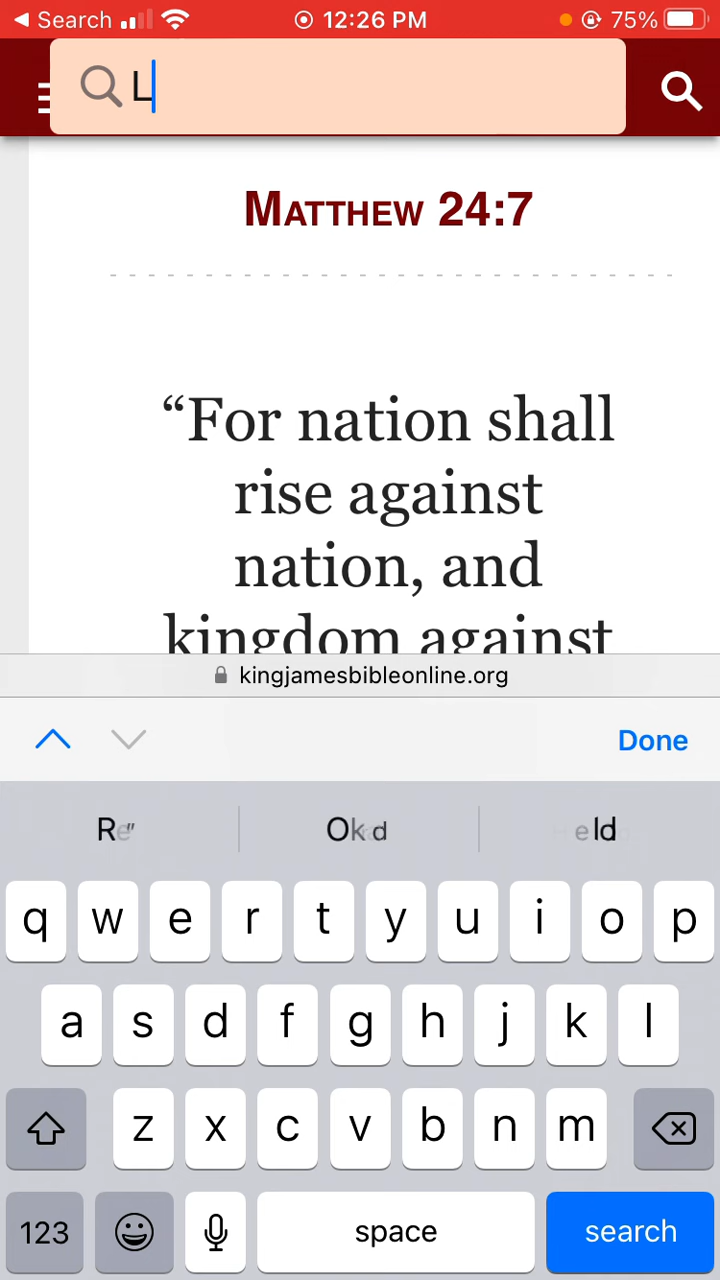 Search 12:26 PM 75%
L
MATTHEW 24:7
“For nation shall
rise against
nation, and
kingdom against
kingjamesbibleonline.org
Done
q w e r t y u i o p
a s d f g h j k l
z x c v b n m
123 space search